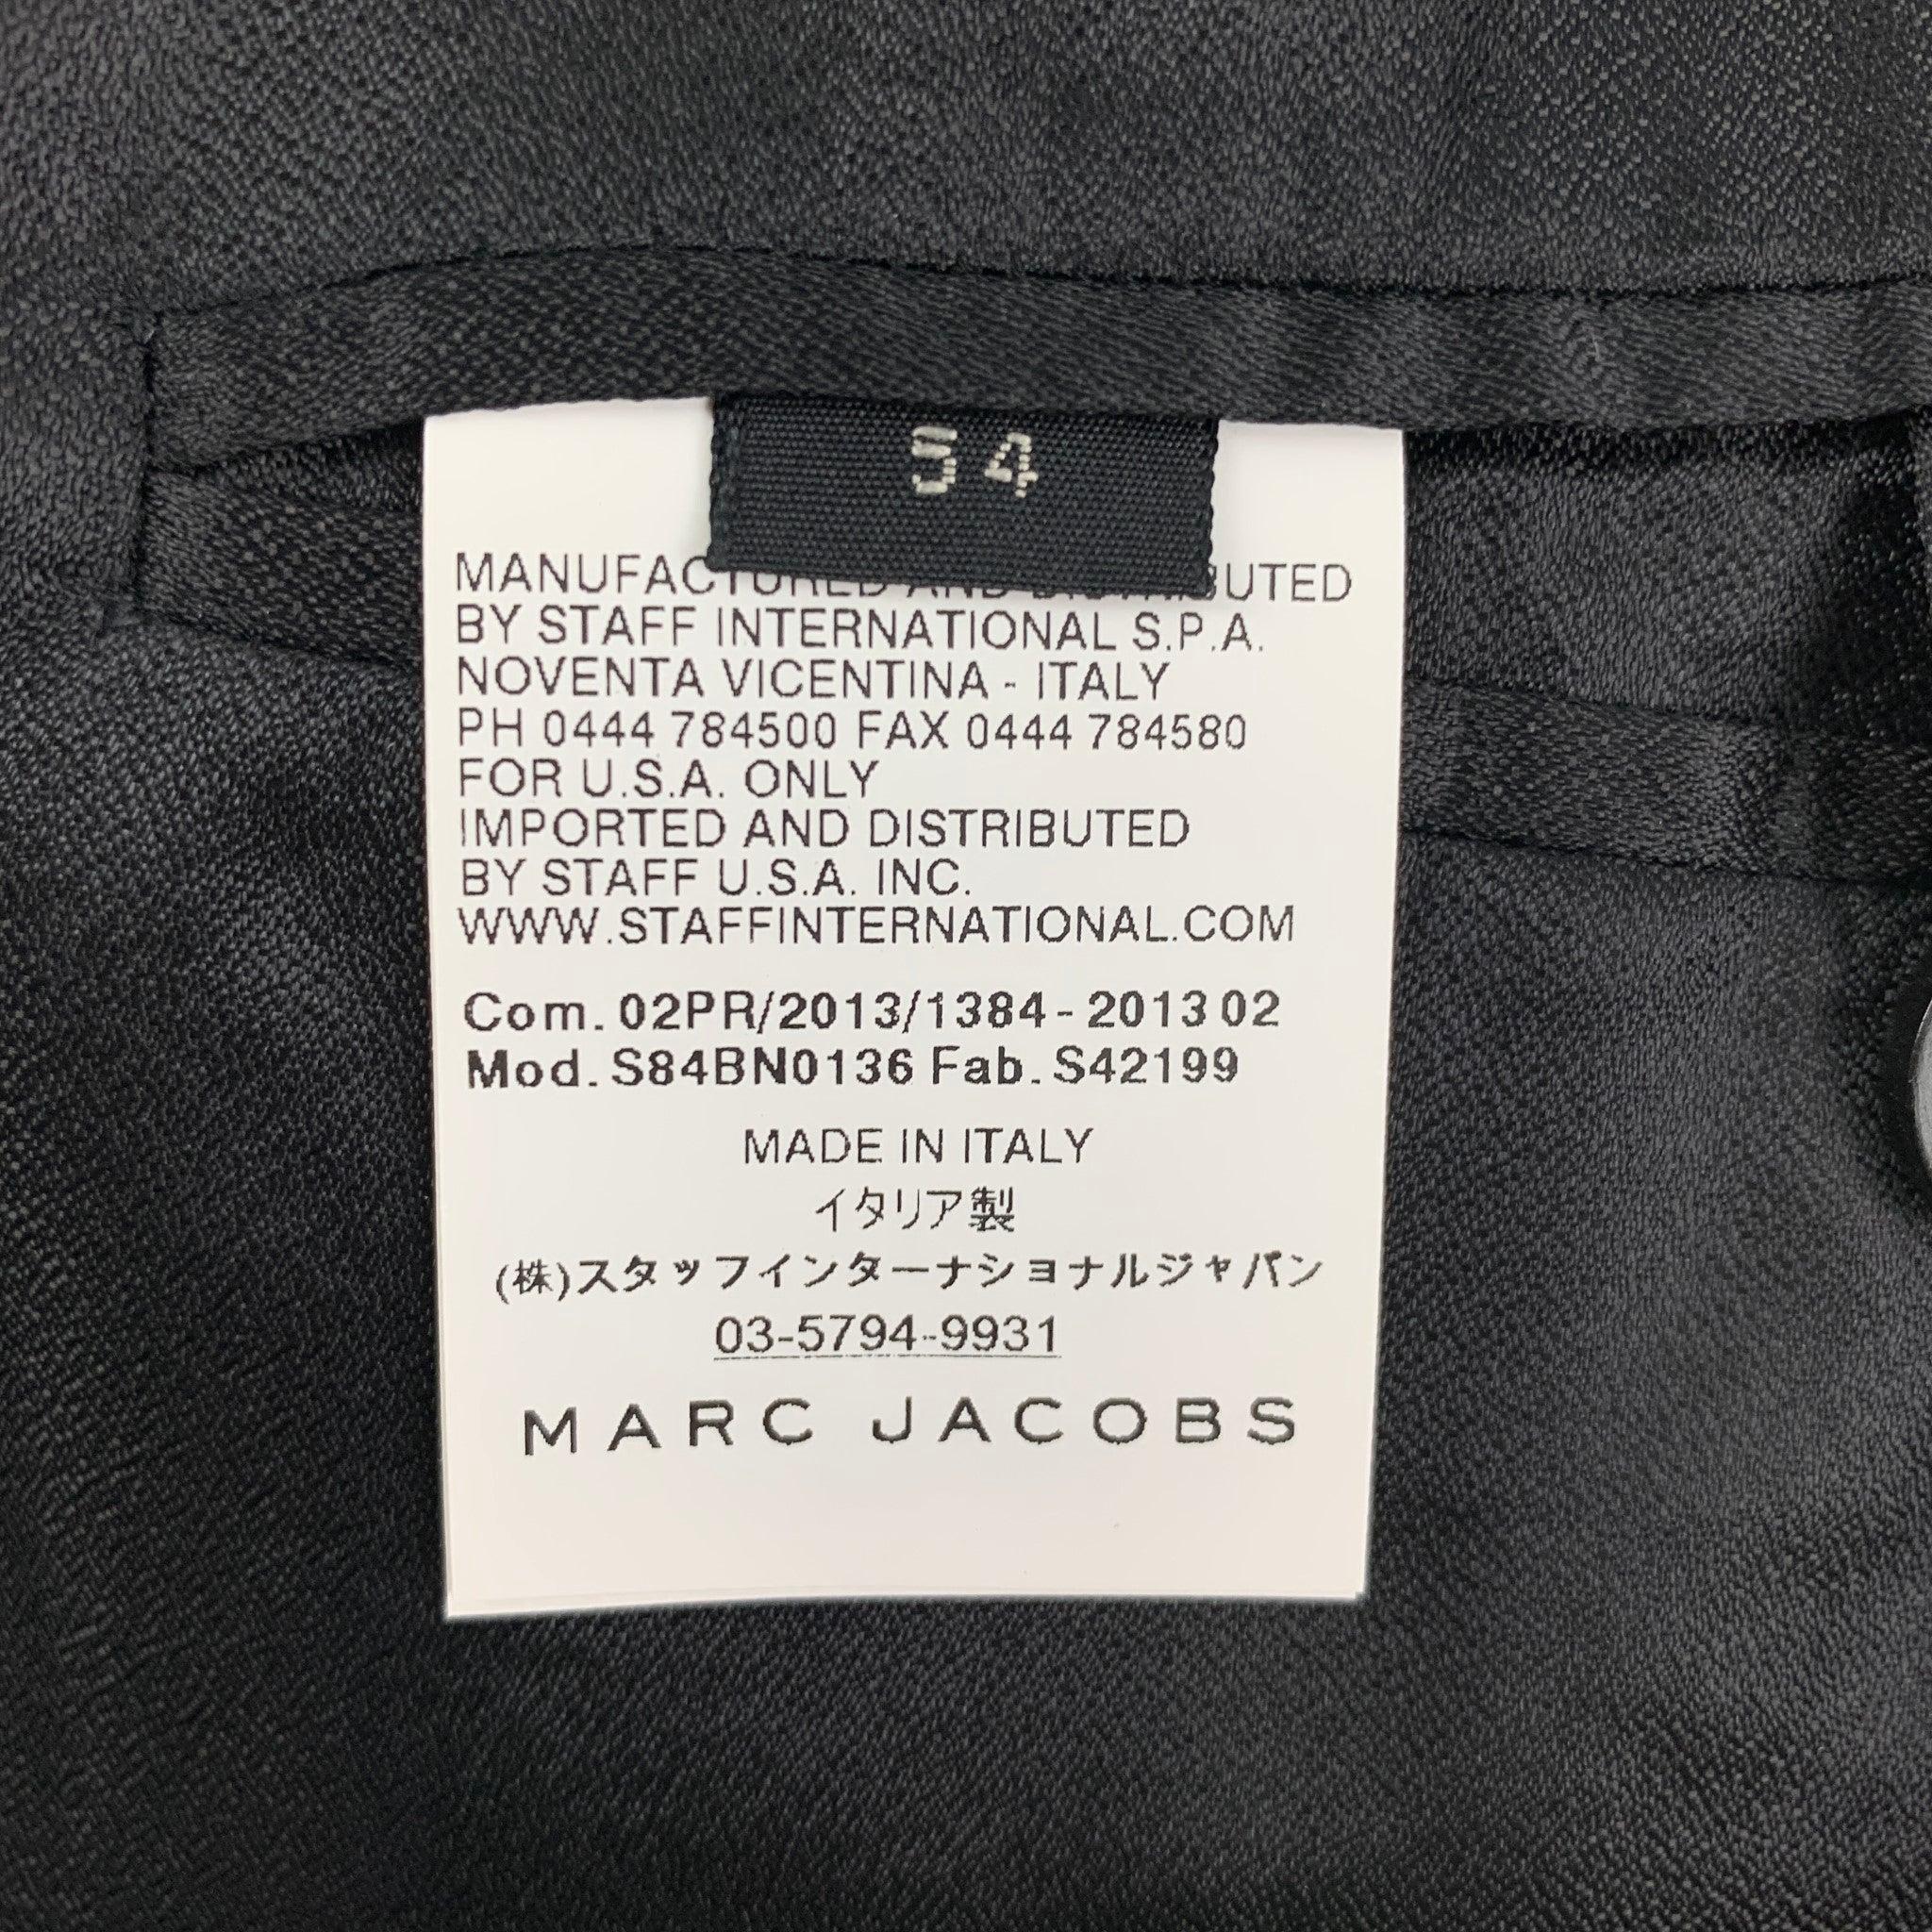 54
MANUFACTURED AND DISTRIBUTED
BY STAFF INTERNATIONAL S.P.A.
NOVENTA VICENTINA - ITALY
PH 0444 784500 FAX 0444 784580
FOR U.S.A. ONLY
IMPORTED AND DISTRIBUTED
BY STAFF U.S.A. INC.
WWW.STAFFINTERNATIONAL.COM
Com. 02PR/2013/1384-2013 02
Mod. S84BN0136 Fab. S42199
MADE IN ITALY
イタリア製
(株)スタッフインターナショナルジャパン
03-5794-9931
MARC JACOBS